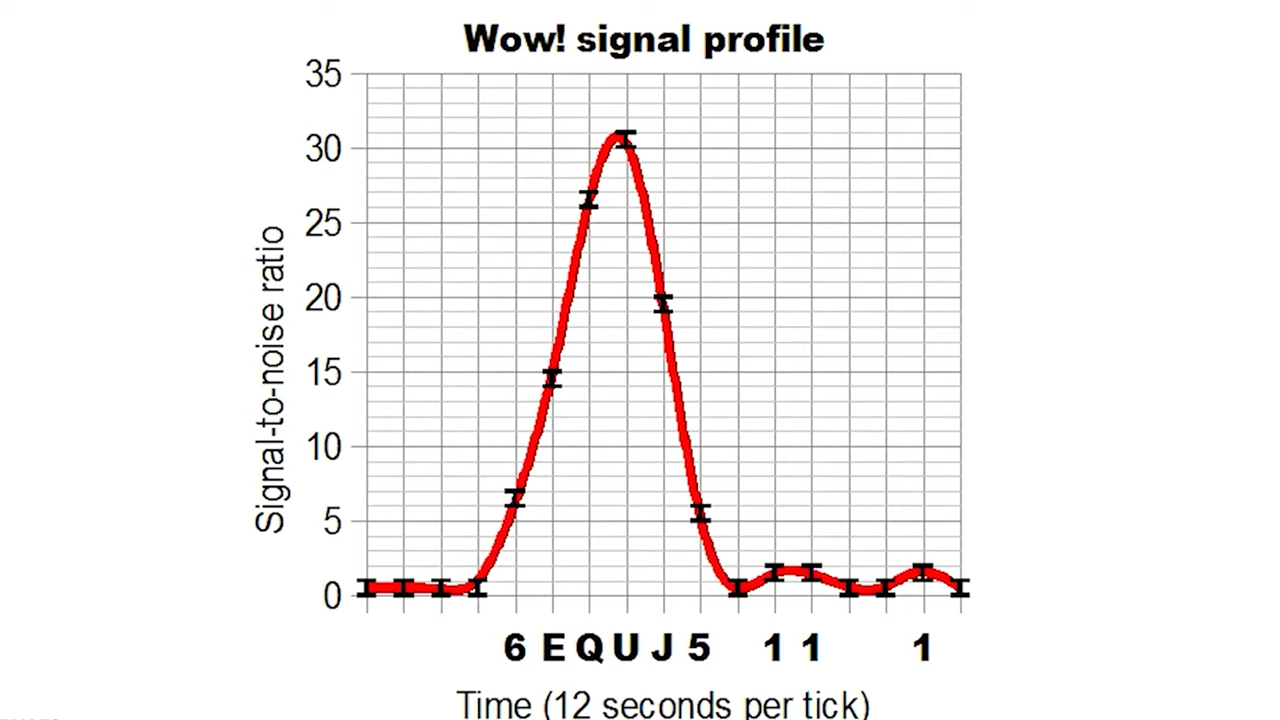 Wow! signal profile
35
30
25
20
15
10
5
0
Signal-to-noise ratio
6 E Q U J 5 1 1 1
Time (12 seconds per tick)